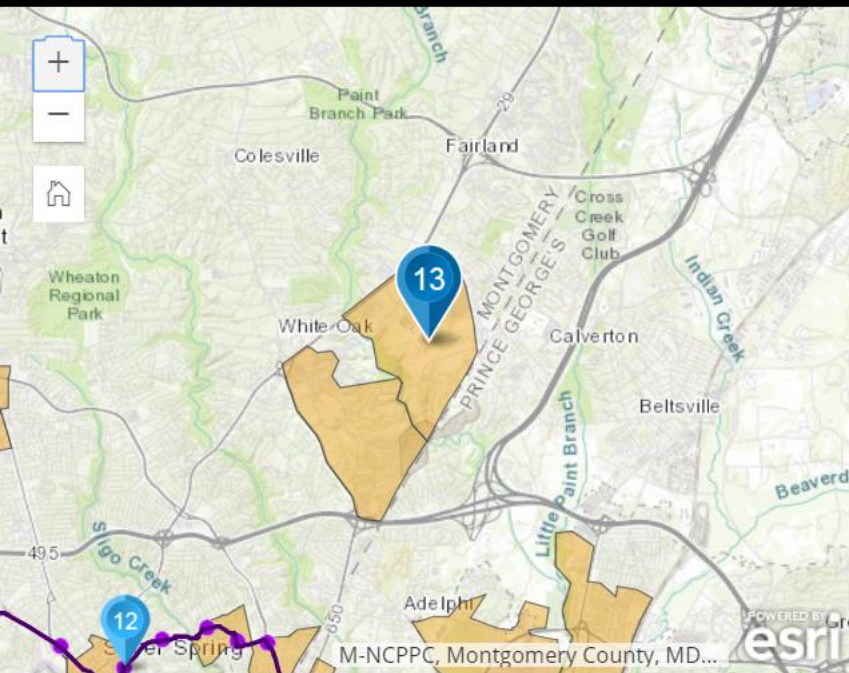 +
−
Branch
Paint
Branch Park
29
Colesville
Fairland
t
Cross
Creek
Golf
Club
MONTGOMERY
PRINCE GEORGE'S
13
Wheaton
Regional
Park
Indian Creek
White Oak
Calverton
Beltsville
Little Paint Branch
Beaverd
495
Sligo Creek
650
Adelphi
12
Silver Spring
POWERED BY
esri
M-NCPPC, Montgomery County, MD...